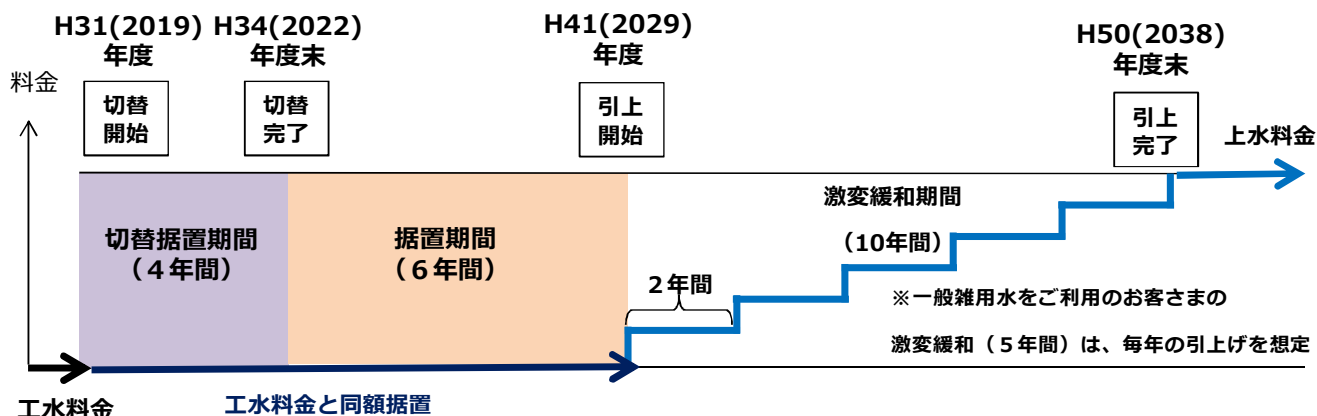 H31(2019)
年度
H34(2022)
年度末
H41(2029)
年度
H50(2038)
年度末
料金
切替
開始
切替
完了
引上
開始
引上
完了
上水料金
激変緩和期間
（10年間）
切替据置期間
（４年間）
据置期間
（６年間）
２年間
※一般雑用水をご利用のお客さまの
激変緩和（５年間）は、毎年の引上げを想定
工水料金
工水料金と同額据置